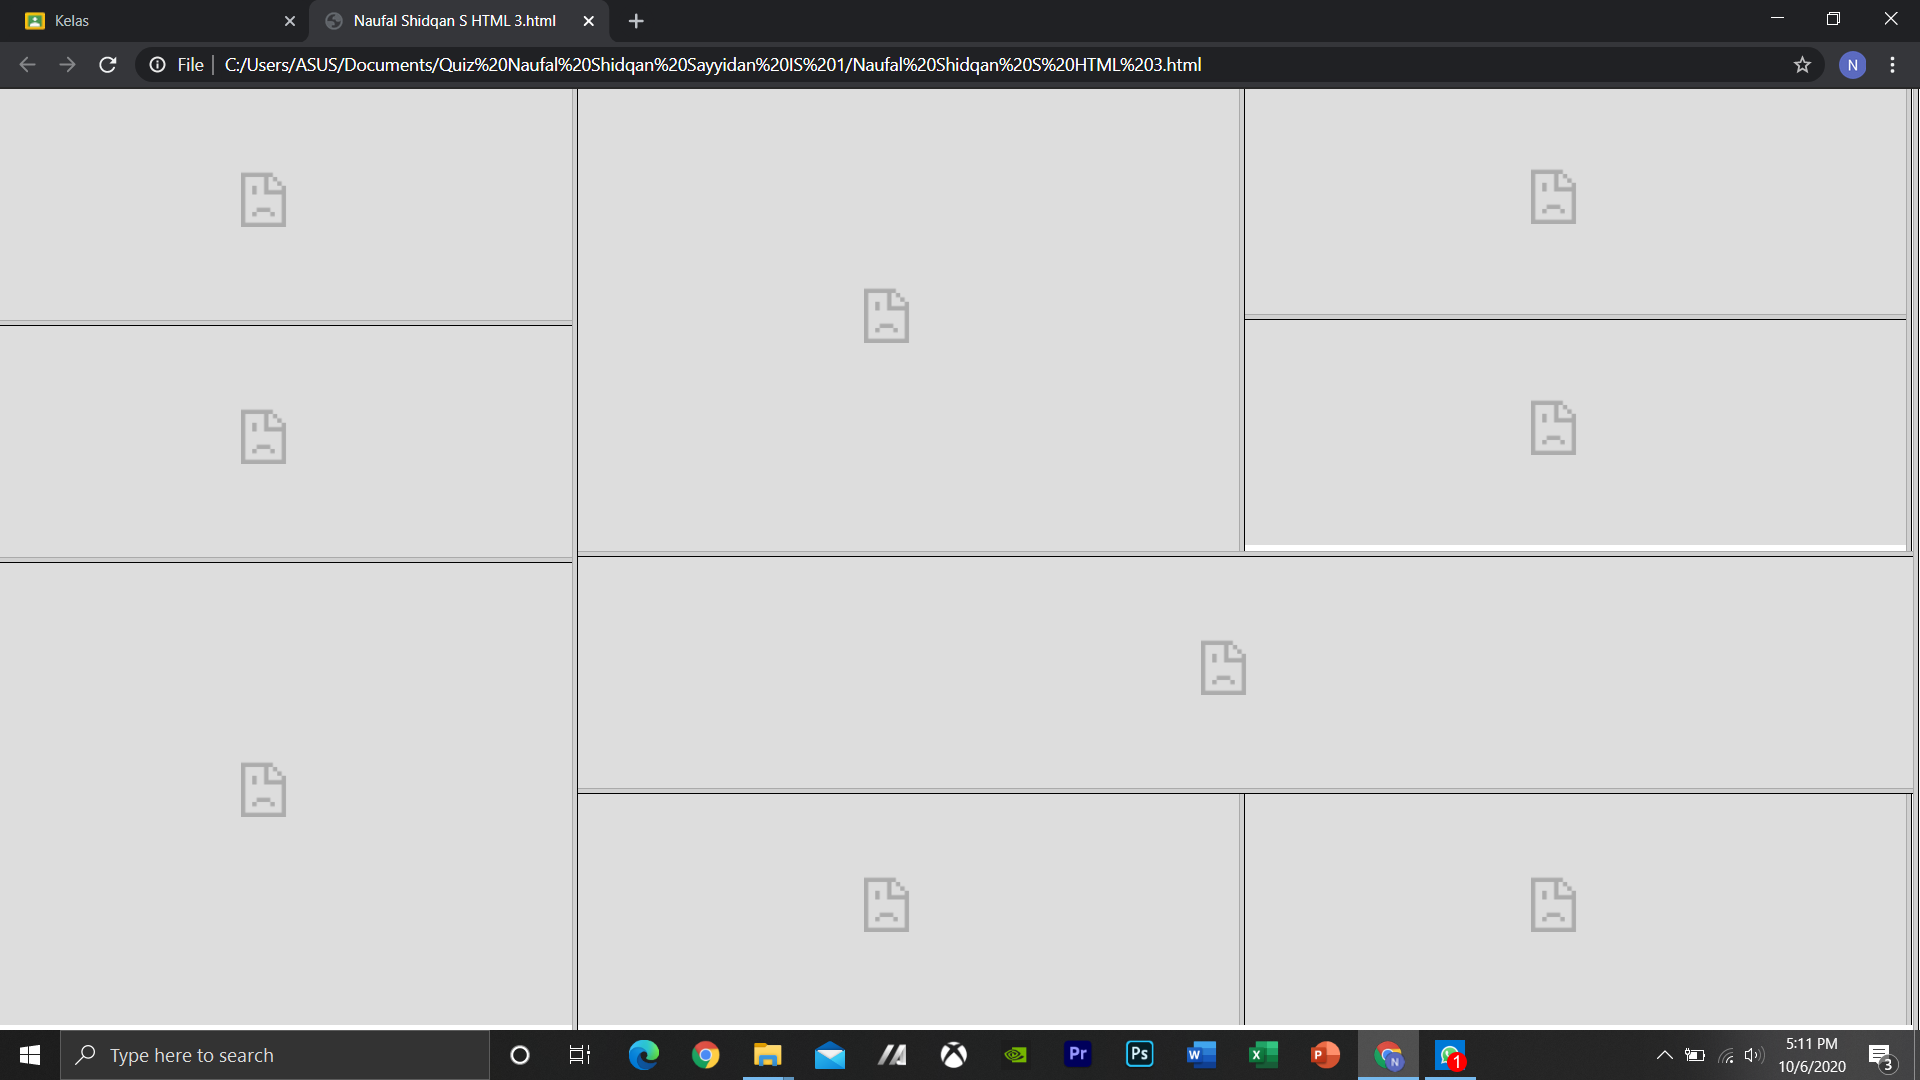 Kelas
Naufal Shidqan S HTML 3.html
File
C:/Users/ASUS/Documents/Quiz%20Naufal%20Shidqan%20Sayyidan%20IS%201/Naufal%20Shidqan%20S%20HTML%203.html
N
Type here to search
Pr
Ps
W
X
P
N
1
5:11 PM
10/6/2020
3